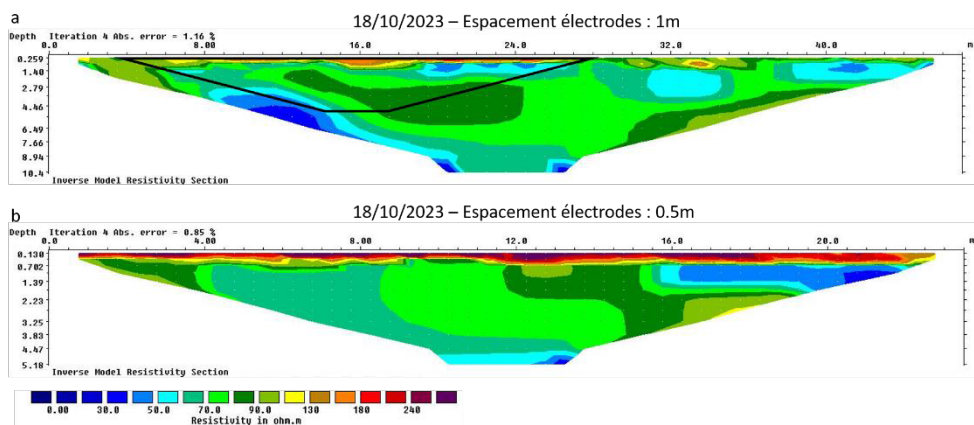 a
18/10/2023 – Espacement électrodes : 1m
Depth Iteration 4 Abs. error = 1.16 %
0.0 8.00 16.0 24.0 32.0 40.0 m.
0.259
1.40
2.79
4.46
6.49
7.66
8.94
10.4
Inverse Model Resistivity Section
b
18/10/2023 – Espacement électrodes : 0.5m
Depth Iteration 4 Abs. error = 0.85 %
0.0 4.00 8.00 12.0 16.0 20.0 m.
0.130
0.702
1.39
2.23
3.25
3.83
4.47
5.18
Inverse Model Resistivity Section
0.00 30.0 50.0 70.0 90.0 130 180 240
Resistivity in ohm.m